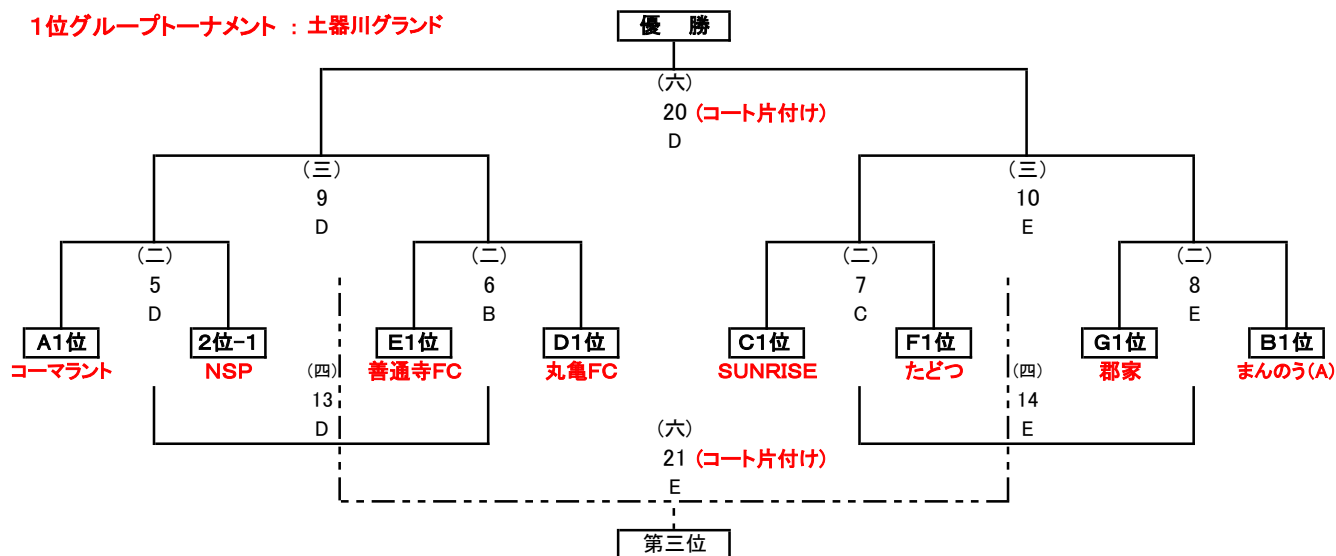 1位グループトーナメント : 土器川グランド
優 勝
(六)
20 (コート片付け)
D
(三) (三)
9 10
D E
(二) (二) (二) (二)
5 6 7 8
D B C E
A1位 2位-1 E1位 D1位 C1位 F1位 G1位 B1位
コーマラント NSP (四) 善通寺FC 丸亀FC SUNRISE たどつ (四) 郡家 まんのう(A)
13 14
D (六) E
21 (コート片付け)
E
第三位